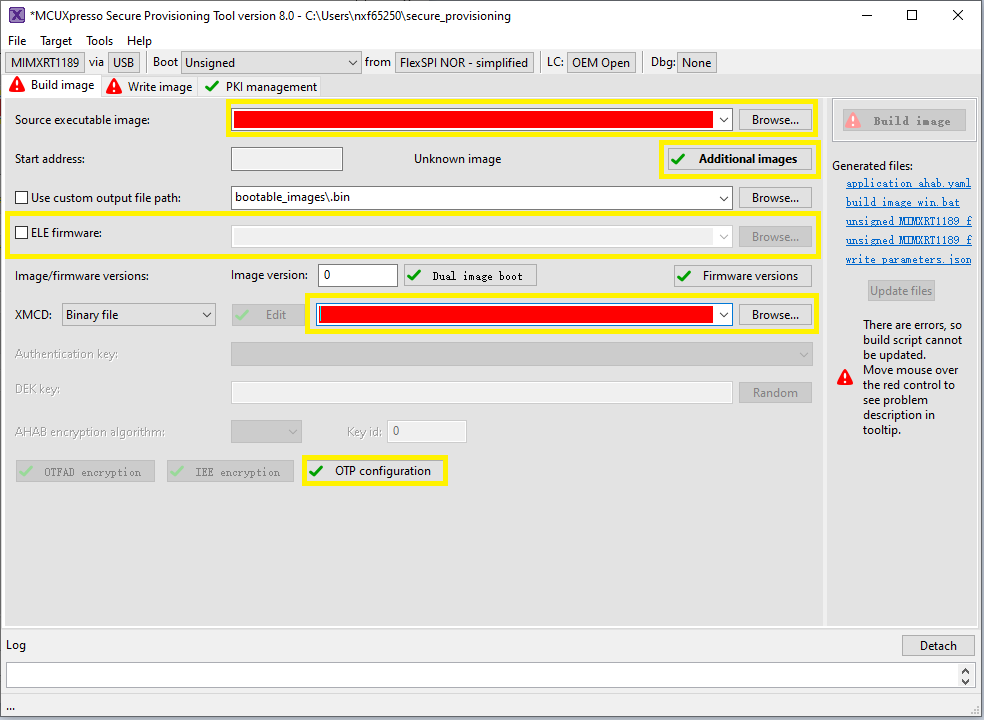 *MCUXpresso Secure Provisioning Tool version 8.0 - C:\Users\nxf65250\secure_provisioning
File Target Tools Help
MIMXRT1189 via USB Boot Unsigned from FlexSPI NOR - simplified LC: OEM Open Dbg: None
Build image Write image PKI management
Source executable image: Browse...
Start address: Unknown image Additional images
Use custom output file path: bootable_images\.bin Browse...
ELE firmware: Browse...
Image/firmware versions: Image version: 0 Dual image boot Firmware versions
XMCD: Binary file Edit Browse...
Authentication key:
DEK key: Random
AHAB encryption algorithm: Key id: 0
OTFAD encryption IEE encryption OTP configuration
Build image
Generated files:
application_ahab.yaml
build_image_win.bat
unsigned_MIMXRT1189_f
unsigned_MIMXRT1189_f
write_parameters.json
Update files
There are errors, so
build script cannot
be updated.
Move mouse over
the red control to
see problem
description in
tooltip.
Log
Detach
...